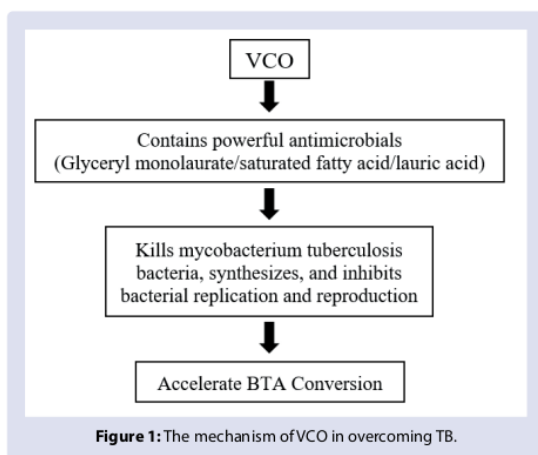 VCO
Contains powerful antimicrobials
(Glyceryl monolaurate/saturated fatty acid/lauric acid)
Kills mycobacterium tuberculosis
bacteria, synthesizes, and inhibits
bacterial replication and reproduction
Accelerate BTA Conversion
Figure 1: The mechanism of VCO in overcoming TB.